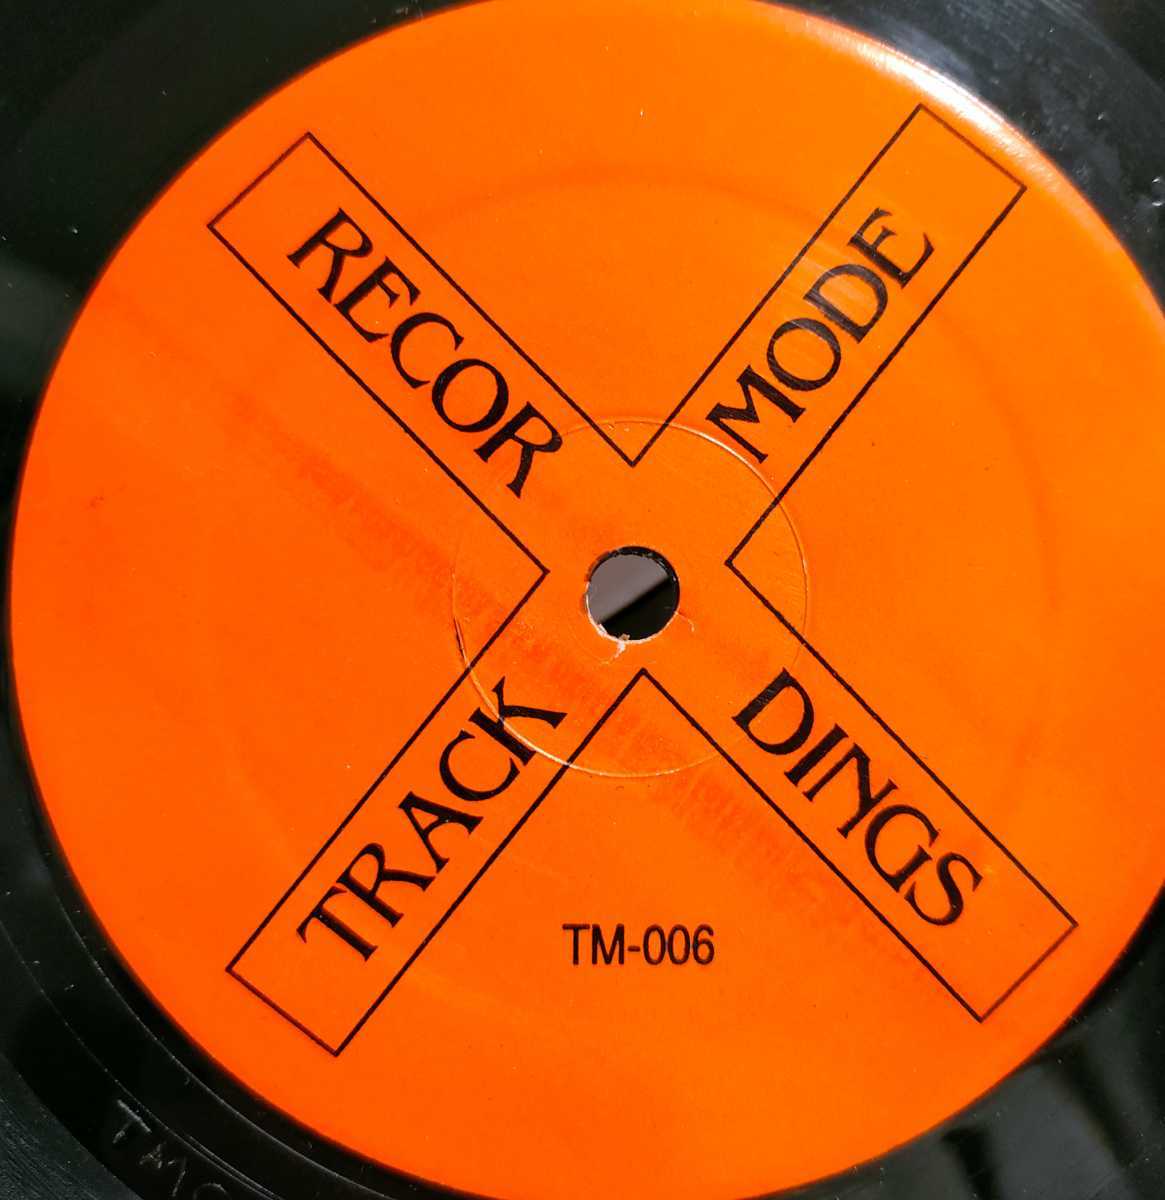 TRACK MODE
RECOR DINGS
TM-006